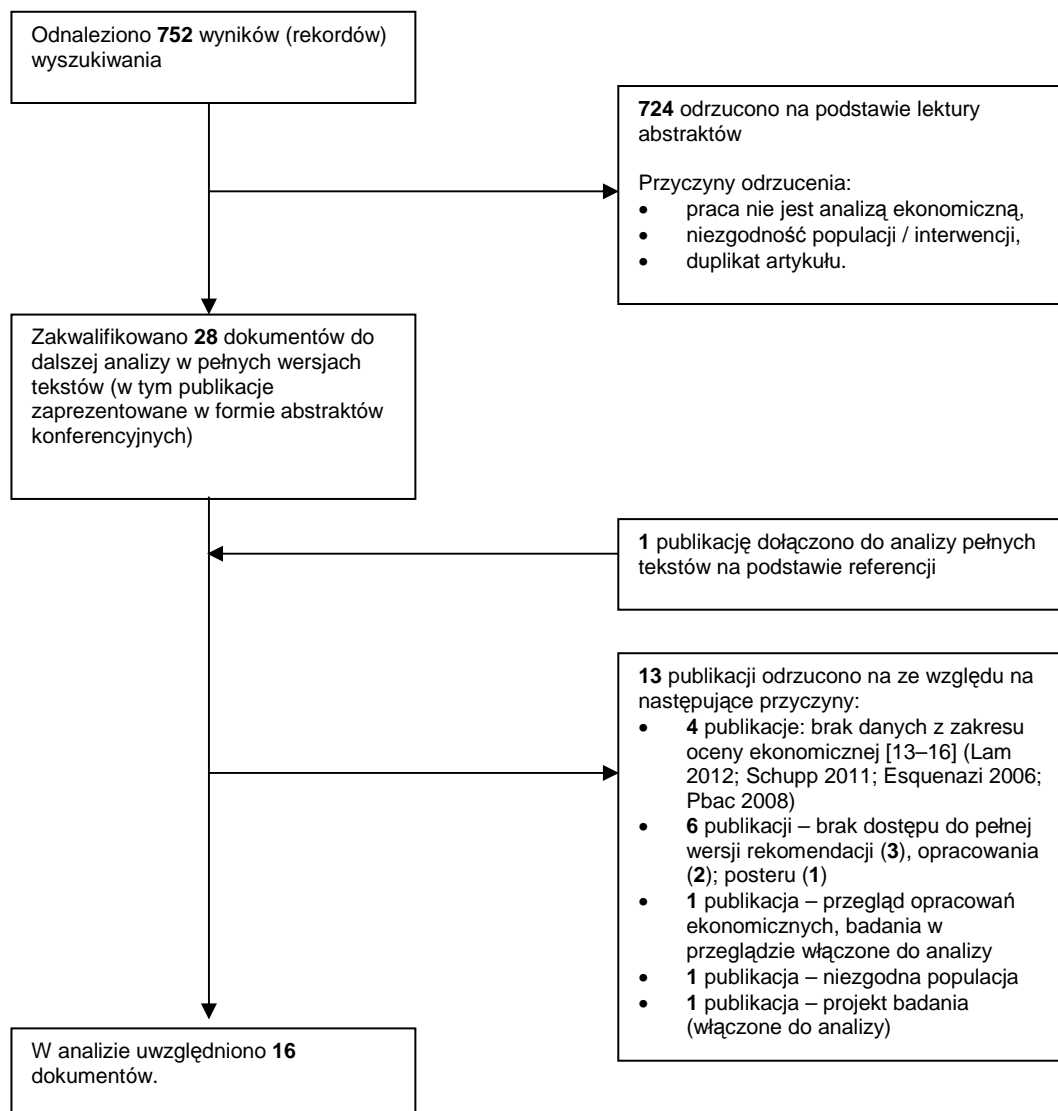 Odnaleziono 752 wyników (rekordów)
wyszukiwania
724 odrzucono na podstawie lektury
abstraktów
Przyczyny odrzucenia:
• praca nie jest analizą ekonomiczną,
• niezgodność populacji / interwencji,
• duplikat artykułu.
Zakwalifikowano 28 dokumentów do
dalszej analizy w pełnych wersjach
tekstów (w tym publikacje
zaprezentowane w formie abstraktów
konferencyjnych)
1 publikację dołączono do analizy pełnych
tekstów na podstawie referencji
13 publikacji odrzucono na ze względu na
następujące przyczyny:
• 4 publikacje: brak danych z zakresu
oceny ekonomicznej [13–16] (Lam
2012; Schupp 2011; Esquenazi 2006;
Pbac 2008)
• 6 publikacji – brak dostępu do pełnej
wersji rekomendacji (3), opracowania
(2); posteru (1)
• 1 publikacja – przegląd opracowań
ekonomicznych, badania w
przeglądzie włączone do analizy
• 1 publikacja – niezgodna populacja
• 1 publikacja – projekt badania
(włączone do analizy)
W analizie uwzględniono 16
dokumentów.